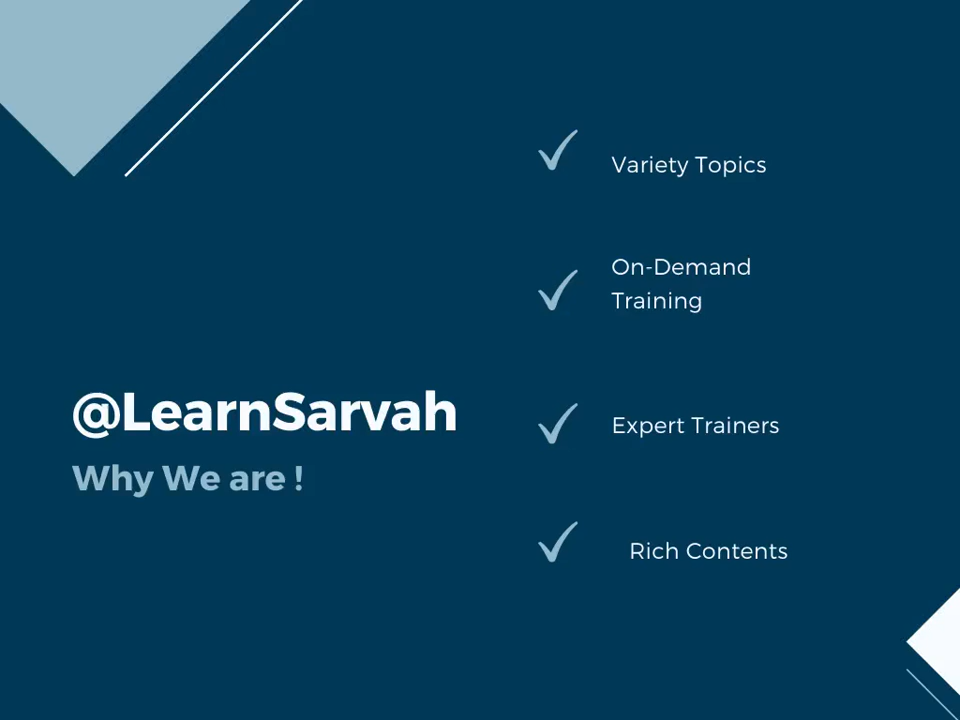 @LearnSarvah
Why We are !
Variety Topics
On-Demand
Training
Expert Trainers
Rich Contents